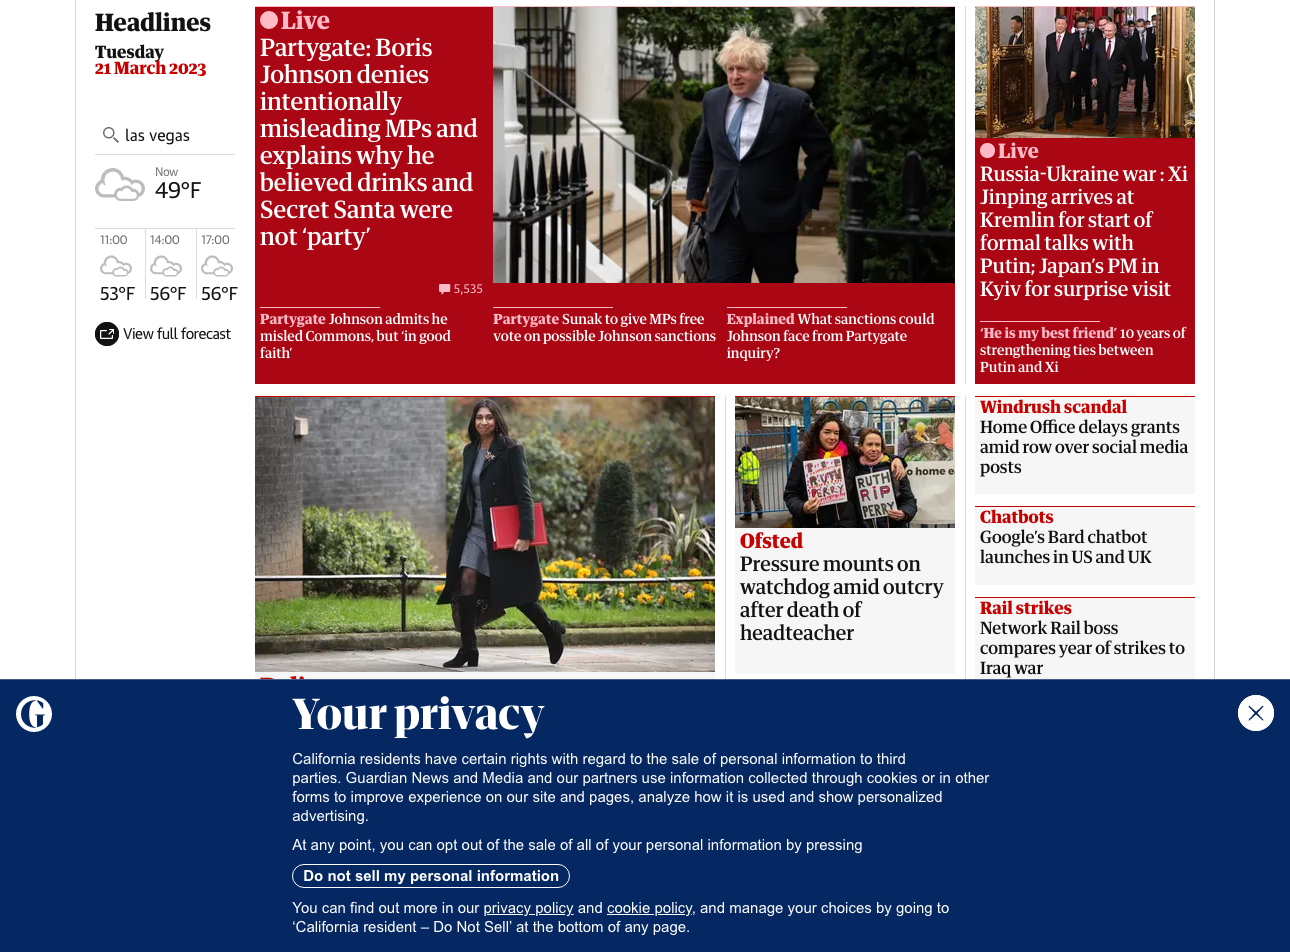 Headlines
Tuesday
21 March 2023
las vegas
Now
49°F
11:00
53°F
14:00
56°F
17:00
56°F
View full forecast
Live
Partygate: Boris
Johnson denies
intentionally
misleading MPs and
explains why he
believed drinks and
Secret Santa were
not ‘party’
5,535
Partygate Johnson admits he
misled Commons, but ‘in good
faith’
Partygate Sunak to give MPs free
vote on possible Johnson sanctions
Explained What sanctions could
Johnson face from Partygate
inquiry?
Live
Russia-Ukraine war : Xi
Jinping arrives at
Kremlin for start of
formal talks with
Putin; Japan’s PM in
Kyiv for surprise visit
‘He is my best friend’ 10 years of
strengthening ties between
Putin and Xi
RUTH
PERRY
RUTH
RIP
PERRY
o home e
Ofsted
Pressure mounts on
watchdog amid outcry
after death of
headteacher
Windrush scandal
Home Office delays grants
amid row over social media
posts
Chatbots
Google’s Bard chatbot
launches in US and UK
Rail strikes
Network Rail boss
compares year of strikes to
Iraq war
G
Your privacy
California residents have certain rights with regard to the sale of personal information to third
parties. Guardian News and Media and our partners use information collected through cookies or in other
forms to improve experience on our site and pages, analyze how it is used and show personalized
advertising.
At any point, you can opt out of the sale of all of your personal information by pressing
Do not sell my personal information
You can find out more in our privacy policy and cookie policy, and manage your choices by going to
‘California resident – Do Not Sell’ at the bottom of any page.